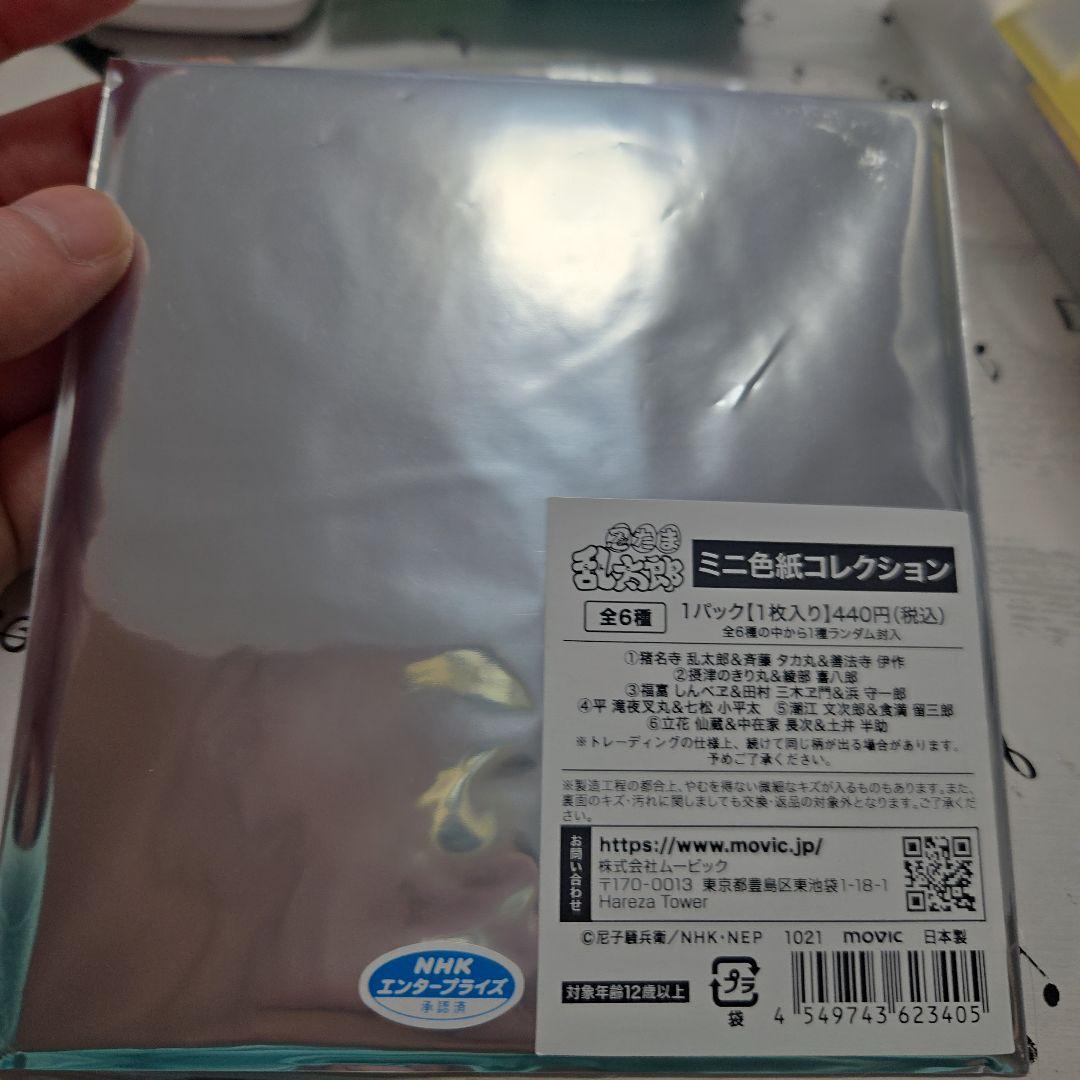 忍たま
乱太郎
ミニ色紙コレクション
全6種
1パック【1枚入り】440円(税込)
全6種の中から1種ランダム封入
①猪名寺 乱太郎&斉藤 タカ丸&善法寺 伊作
②摂津のきり丸&綾部 喜八郎
③福富 しんべヱ&田村 三木ヱ門&浜 守一郎
④平 滝夜叉丸&七松 小平太 ⑤潮江 文次郎&食満 留三郎
⑥立花 仙蔵&中在家 長次&土井 半助
※トレーディングの仕様上、続けて同じ柄が出る場合があります。
予めご了承ください。
※製造工程の都合上、やむを得ない微細なキズが入るものもあります。また、
裏面のキズ・汚れに関しましても交換・返品の対象外となります。ご了承くだ
さい。
お問い合わせ
https://www.movic.jp/
株式会社ムービック
〒170-0013 東京都豊島区東池袋1-18-1
Hareza Tower
©尼子騒兵衛/NHK・NEP 1021 movic 日本製
NHK
エンタープライズ
承認済
対象年齢12歳以上
プラ
袋
4 549743 623405